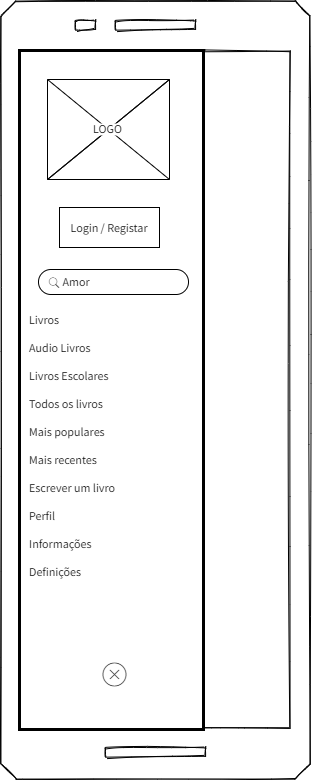 LOGO
Login / Registar
Amor
Livros
Audio Livros
Livros Escolares
Todos os livros
Mais populares
Mais recentes
Escrever um livro
Perfil
Informações
Definições